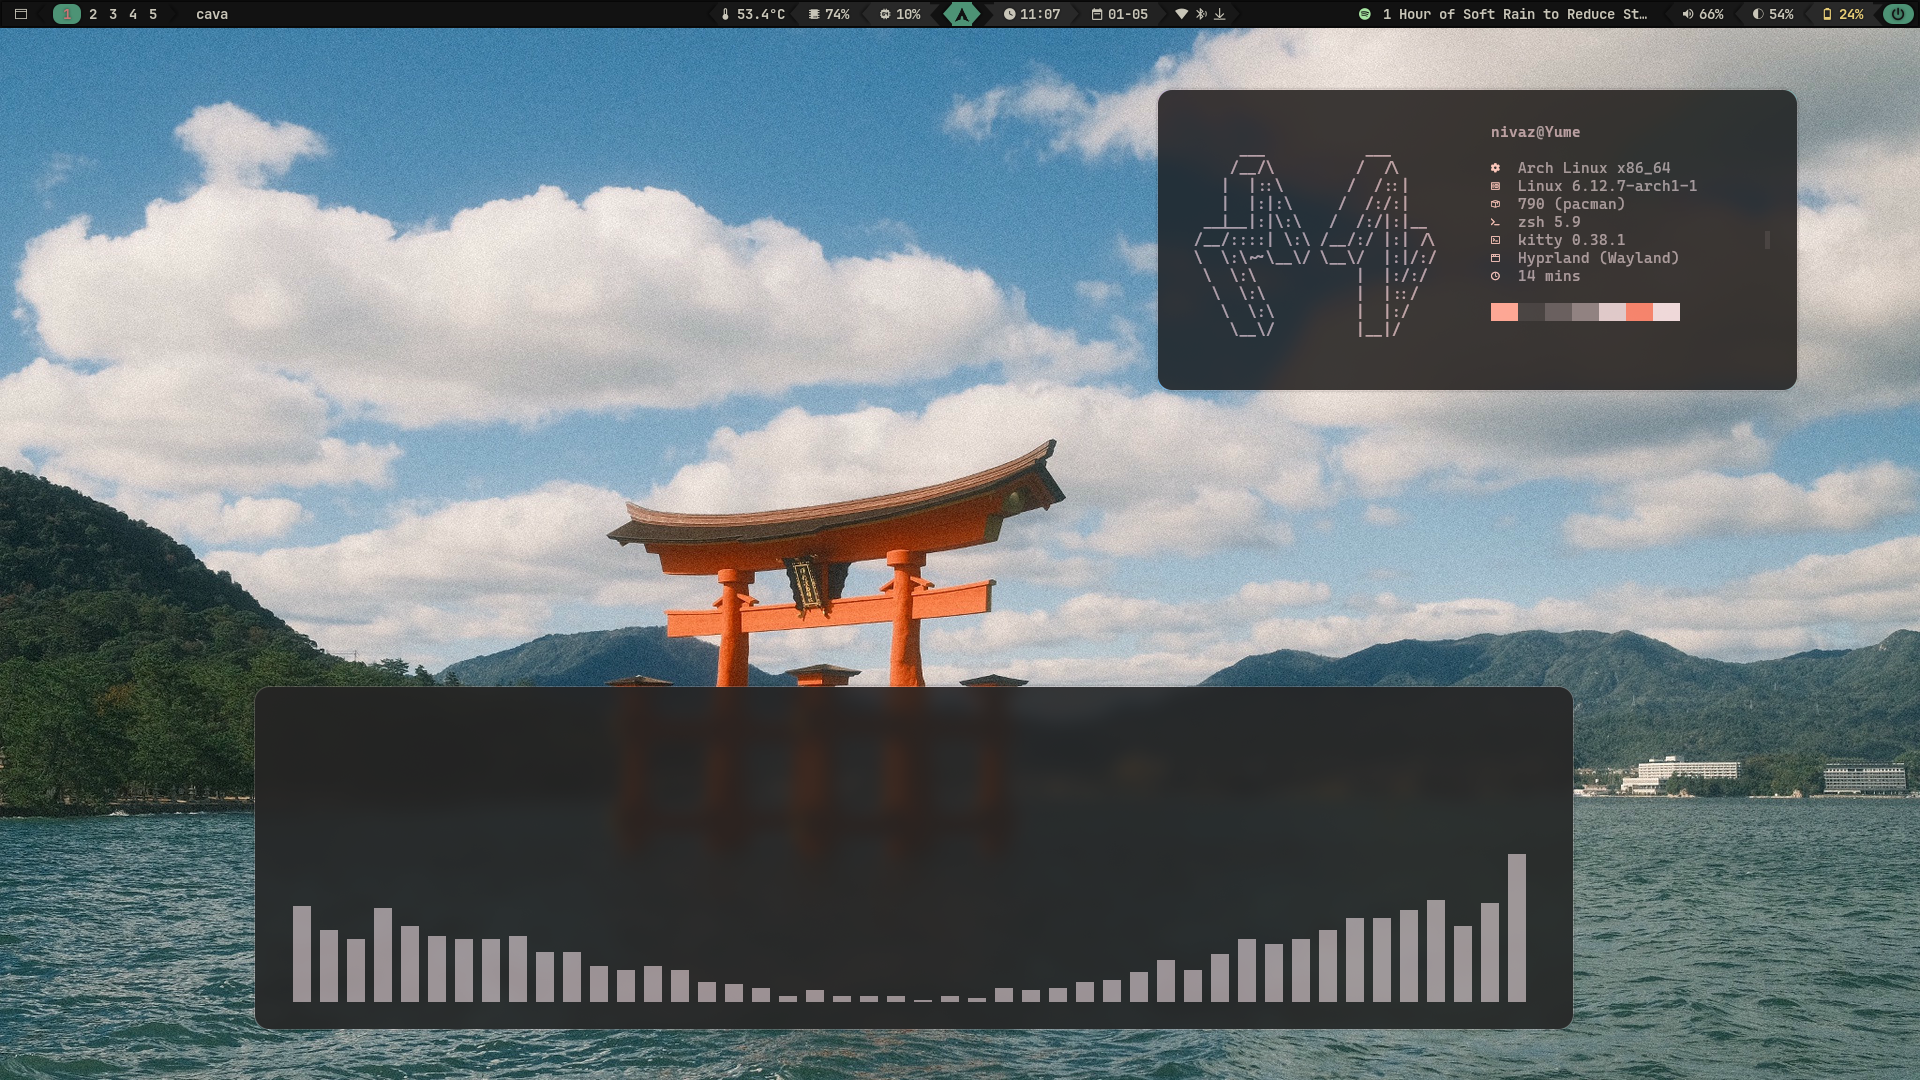 1 2 3 4 5 cava 53.4°C 74% 10% 11:07 01-05 1 Hour of Soft Rain to Reduce St… 66% 54% 24%
nivaz@Yume
Arch Linux x86_64
Linux 6.12.7-arch1-1
790 (pacman)
zsh 5.9
kitty 0.38.1
Hyprland (Wayland)
14 mins